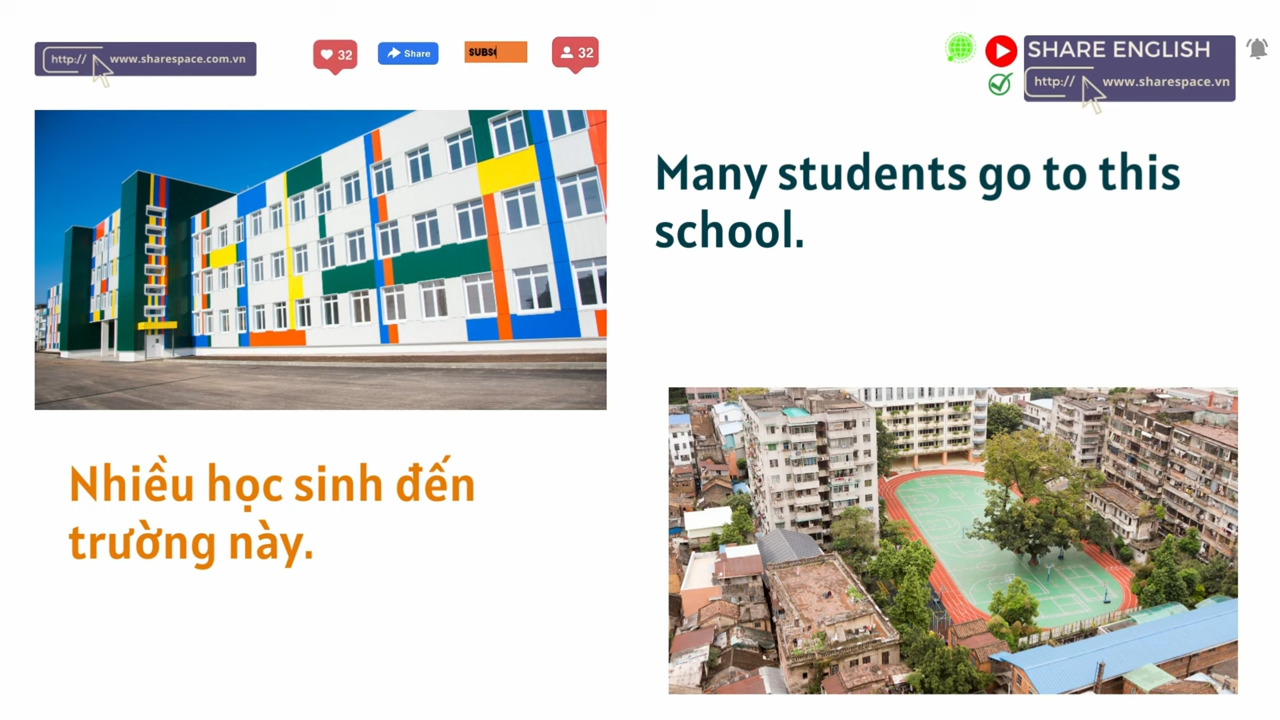 http:// www.sharespace.com.vn
32
Share
SUBS
32
SHARE ENGLISH
http:// www.sharespace.vn
Many students go to this
school.
Nhiều học sinh đến
trường này.